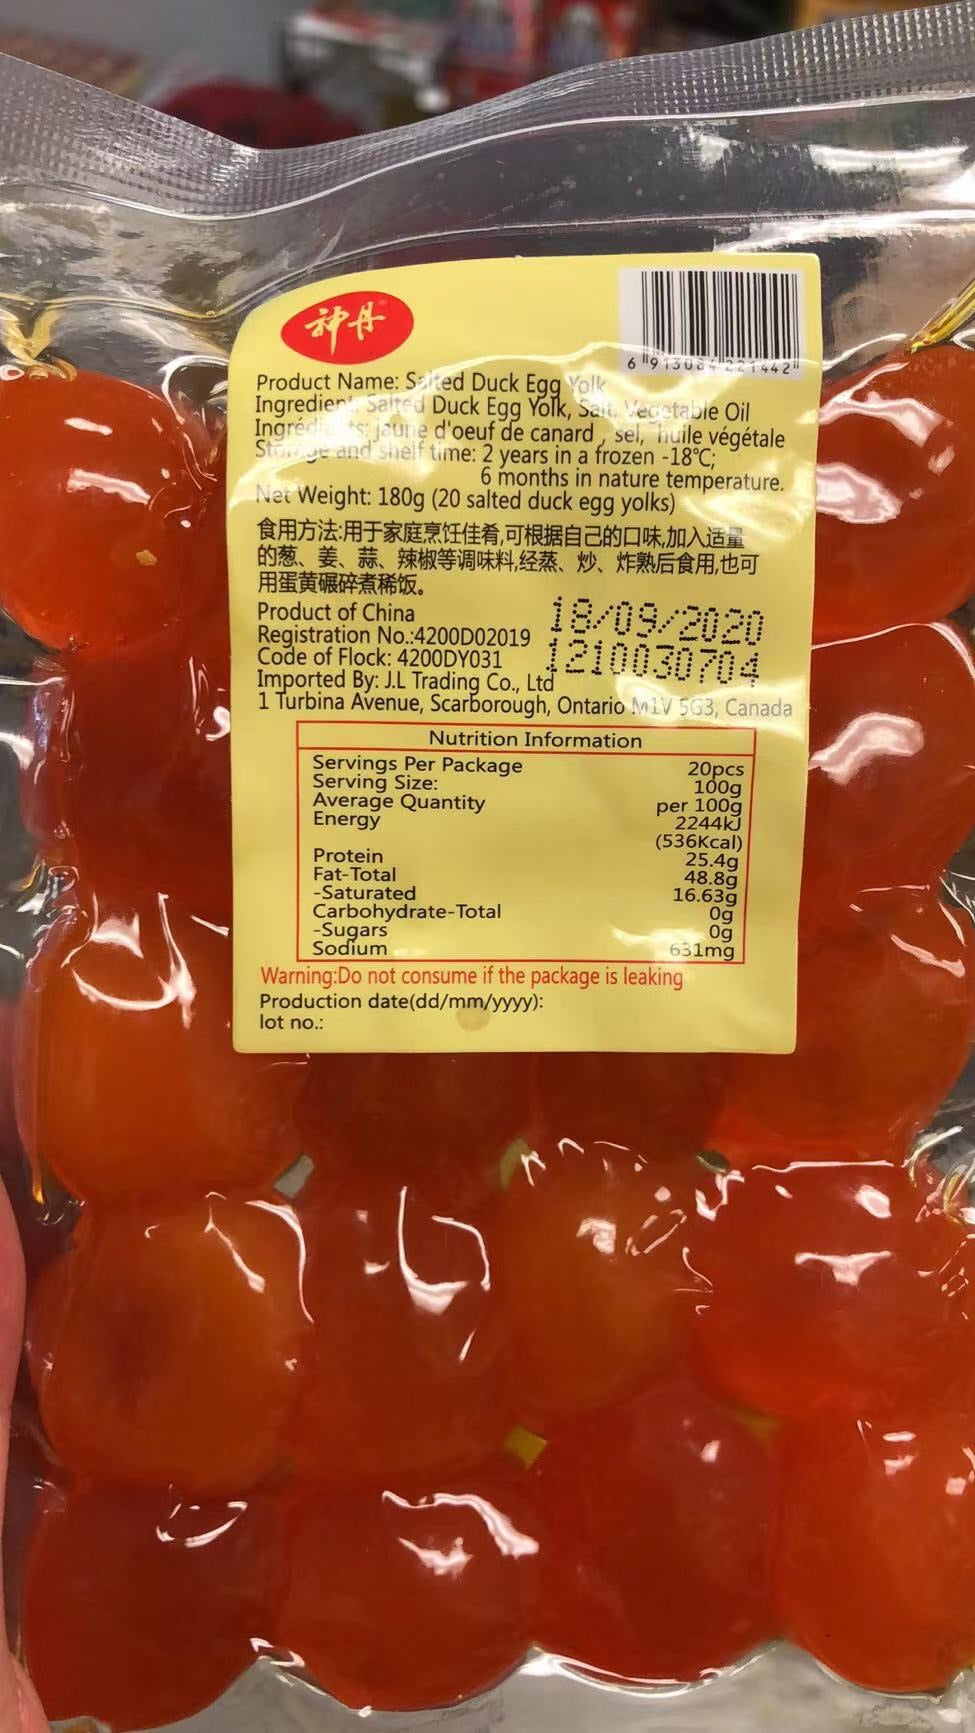 神丹
6 913084 221442
Product Name: Salted Duck Egg Yolk
Ingredient: Salted Duck Egg Yolk, Salt, Vegetable Oil
Ingredients: jaune d'oeuf de canard, sel, huile végétale
Storage and shelf time: 2 years in a frozen -18℃;
6 months in nature temperature.
Net Weight: 180g (20 salted duck egg yolks)
食用方法:用于家庭烹饪佳肴,可根据自己的口味,加入适量
的葱、姜、蒜、辣椒等调味料,经蒸、炒、炸熟后食用,也可
用蛋黄碾碎煮稀饭。
Product of China
18/09/2020
Registration No.:4200D02019
Code of Flock: 4200DY031
1210030704
Imported By: J.L Trading Co., Ltd
1 Turbina Avenue, Scarborough, Ontario M1V 5G3, Canada
Nutrition Information
Servings Per Package 20pcs
Serving Size: 100g
Average Quantity per 100g
Energy 2244kJ
(536Kcal)
Protein 25.4g
Fat-Total 48.8g
-Saturated 16.63g
Carbohydrate-Total 0g
-Sugars 0g
Sodium 631mg
Warning:Do not consume if the package is leaking
Production date(dd/mm/yyyy):
lot no.: